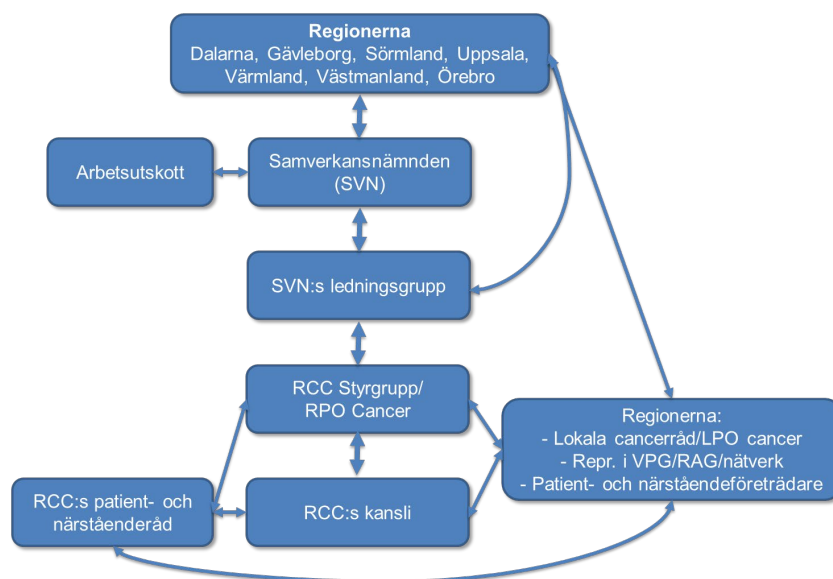 Regionerna
Dalarna, Gävleborg, Sörmland, Uppsala,
Värmland, Västmanland, Örebro
Arbetsutskott
Samverkansnämnden
(SVN)
SVN:s ledningsgrupp
RCC Styrgrupp/
RPO Cancer
Regionerna:
- Lokala cancerråd/LPO cancer
- Repr. i VPG/RAG/nätverk
- Patient- och närståendeföreträdare
RCC:s patient- och
närståenderåd
RCC:s kansli